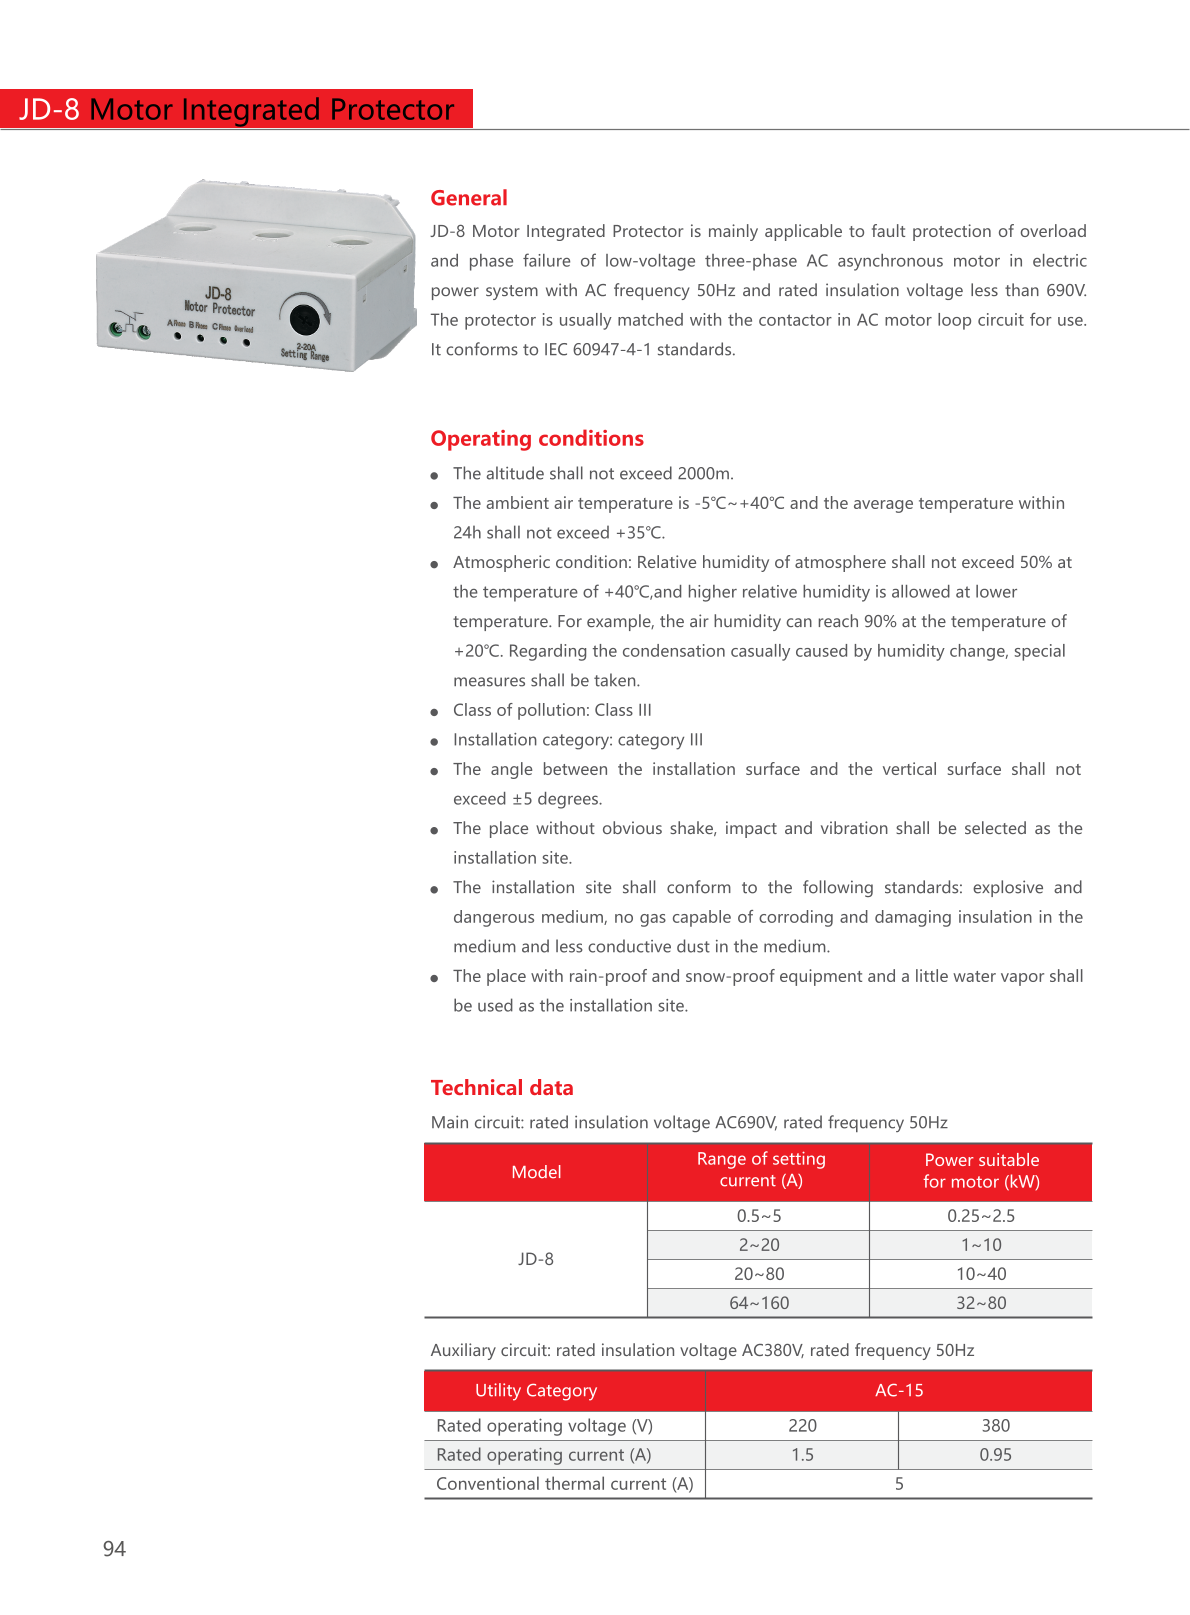 JD-8 Motor Integrated Protector
JD-8
Motor Protector
A Phase B Phase C Phase Overload
2-20A
Setting Range
General
JD-8 Motor Integrated Protector is mainly applicable to fault protection of overload
and phase failure of low-voltage three-phase AC asynchronous motor in electric
power system with AC frequency 50Hz and rated insulation voltage less than 690V.
The protector is usually matched with the contactor in AC motor loop circuit for use.
It conforms to IEC 60947-4-1 standards.
Operating conditions
● The altitude shall not exceed 2000m.
● The ambient air temperature is -5℃~+40℃ and the average temperature within
24h shall not exceed +35℃.
● Atmospheric condition: Relative humidity of atmosphere shall not exceed 50% at
the temperature of +40℃,and higher relative humidity is allowed at lower
temperature. For example, the air humidity can reach 90% at the temperature of
+20℃. Regarding the condensation casually caused by humidity change, special
measures shall be taken.
● Class of pollution: Class III
● Installation category: category III
● The angle between the installation surface and the vertical surface shall not
exceed ±5 degrees.
● The place without obvious shake, impact and vibration shall be selected as the
installation site.
● The installation site shall conform to the following standards: explosive and
dangerous medium, no gas capable of corroding and damaging insulation in the
medium and less conductive dust in the medium.
● The place with rain-proof and snow-proof equipment and a little water vapor shall
be used as the installation site.
Technical data
Main circuit: rated insulation voltage AC690V, rated frequency 50Hz
Model Range of setting current (A) Power suitable for motor (kW)
JD-8
0.5~5 0.25~2.5
2~20 1~10
20~80 10~40
64~160 32~80
Auxiliary circuit: rated insulation voltage AC380V, rated frequency 50Hz
Utility Category AC-15
Rated operating voltage (V) 220 380
Rated operating current (A) 1.5 0.95
Conventional thermal current (A) 5
94